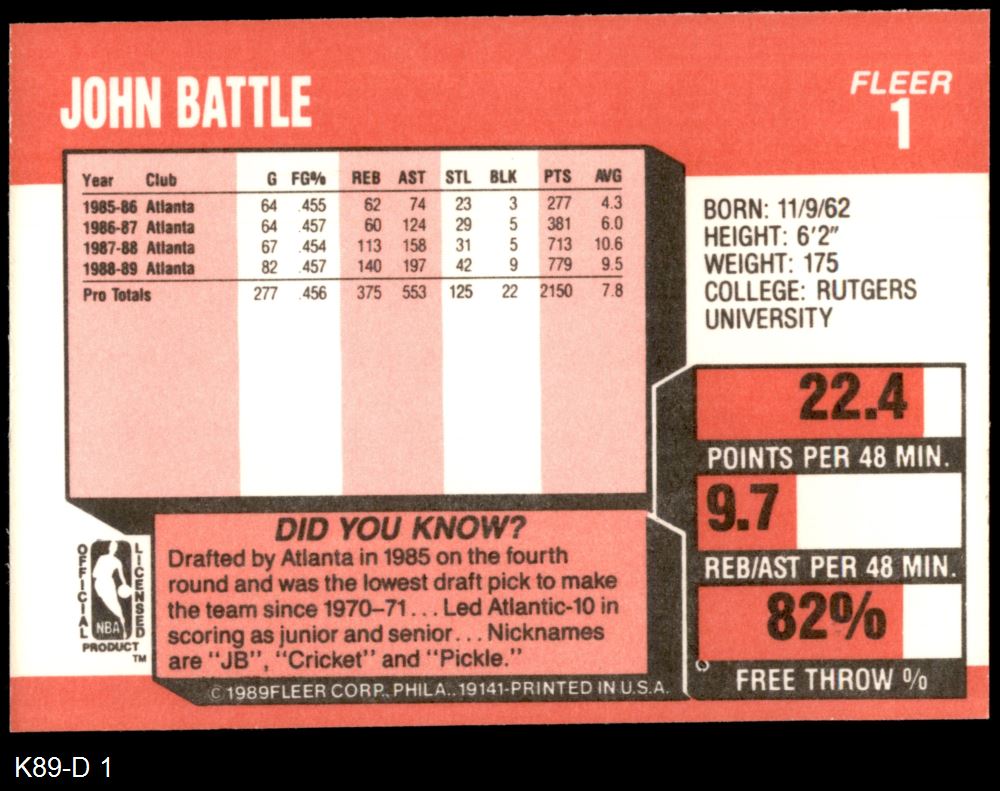 JOHN BATTLE
FLEER
1
Year Club G FG% REB AST STL BLK PTS AVG
1985-86 Atlanta 64 .455 62 74 23 3 277 4.3
1986-87 Atlanta 64 .457 60 124 29 5 381 6.0
1987-88 Atlanta 67 .454 113 158 31 5 713 10.6
1988-89 Atlanta 82 .457 140 197 42 9 779 9.5
Pro Totals 277 .456 375 553 125 22 2150 7.8
BORN: 11/9/62
HEIGHT: 6'2"
WEIGHT: 175
COLLEGE: RUTGERS
UNIVERSITY
22.4
POINTS PER 48 MIN.
9.7
REB/AST PER 48 MIN.
82%
FREE THROW %
DID YOU KNOW?
Drafted by Atlanta in 1985 on the fourth
round and was the lowest draft pick to make
the team since 1970–71... Led Atlantic-10 in
scoring as junior and senior... Nicknames
are "JB", "Cricket" and "Pickle."
OFFICIAL
LICENSED
NBA
PRODUCT
TM
© 1989 FLEER CORP., PHILA., 19141-PRINTED IN U.S.A.
K89-D 1